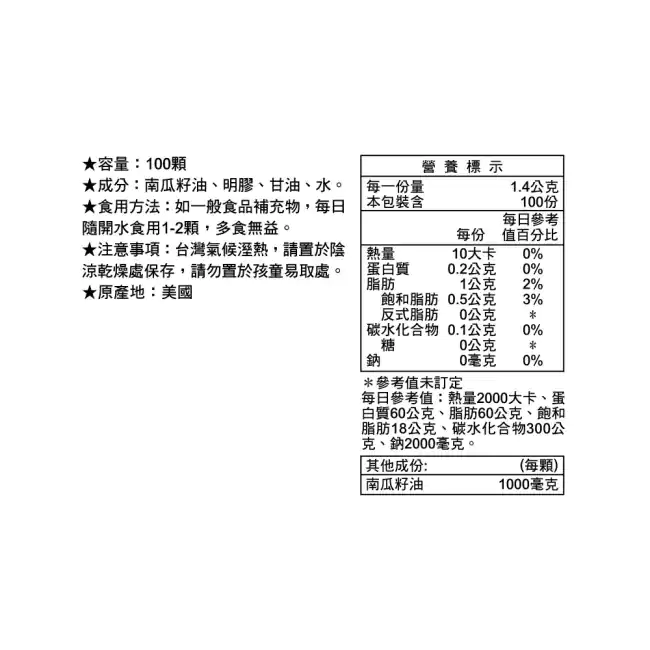 ★容量：100顆
★成分：南瓜籽油、明膠、甘油、水。
★食用方法：如一般食品補充物，每日
隨開水食用1-2顆，多食無益。
★注意事項：台灣氣候溼熱，請置於陰
涼乾燥處保存，請勿置於孩童易取處。
★原產地：美國
營養標示
每一份量 1.4公克
本包裝含 100份
每日參考
每份 值百分比
熱量 10大卡 0%
蛋白質 0.2公克 0%
脂肪 1公克 2%
飽和脂肪 0.5公克 3%
反式脂肪 0公克 *
碳水化合物 0.1公克 0%
糖 0公克 *
鈉 0毫克 0%
＊參考值未訂定
每日參考值：熱量2000大卡、蛋
白質60公克、脂肪60公克、飽和
脂肪18公克、碳水化合物300公
克、鈉2000毫克。
其他成份: (每顆)
南瓜籽油 1000毫克